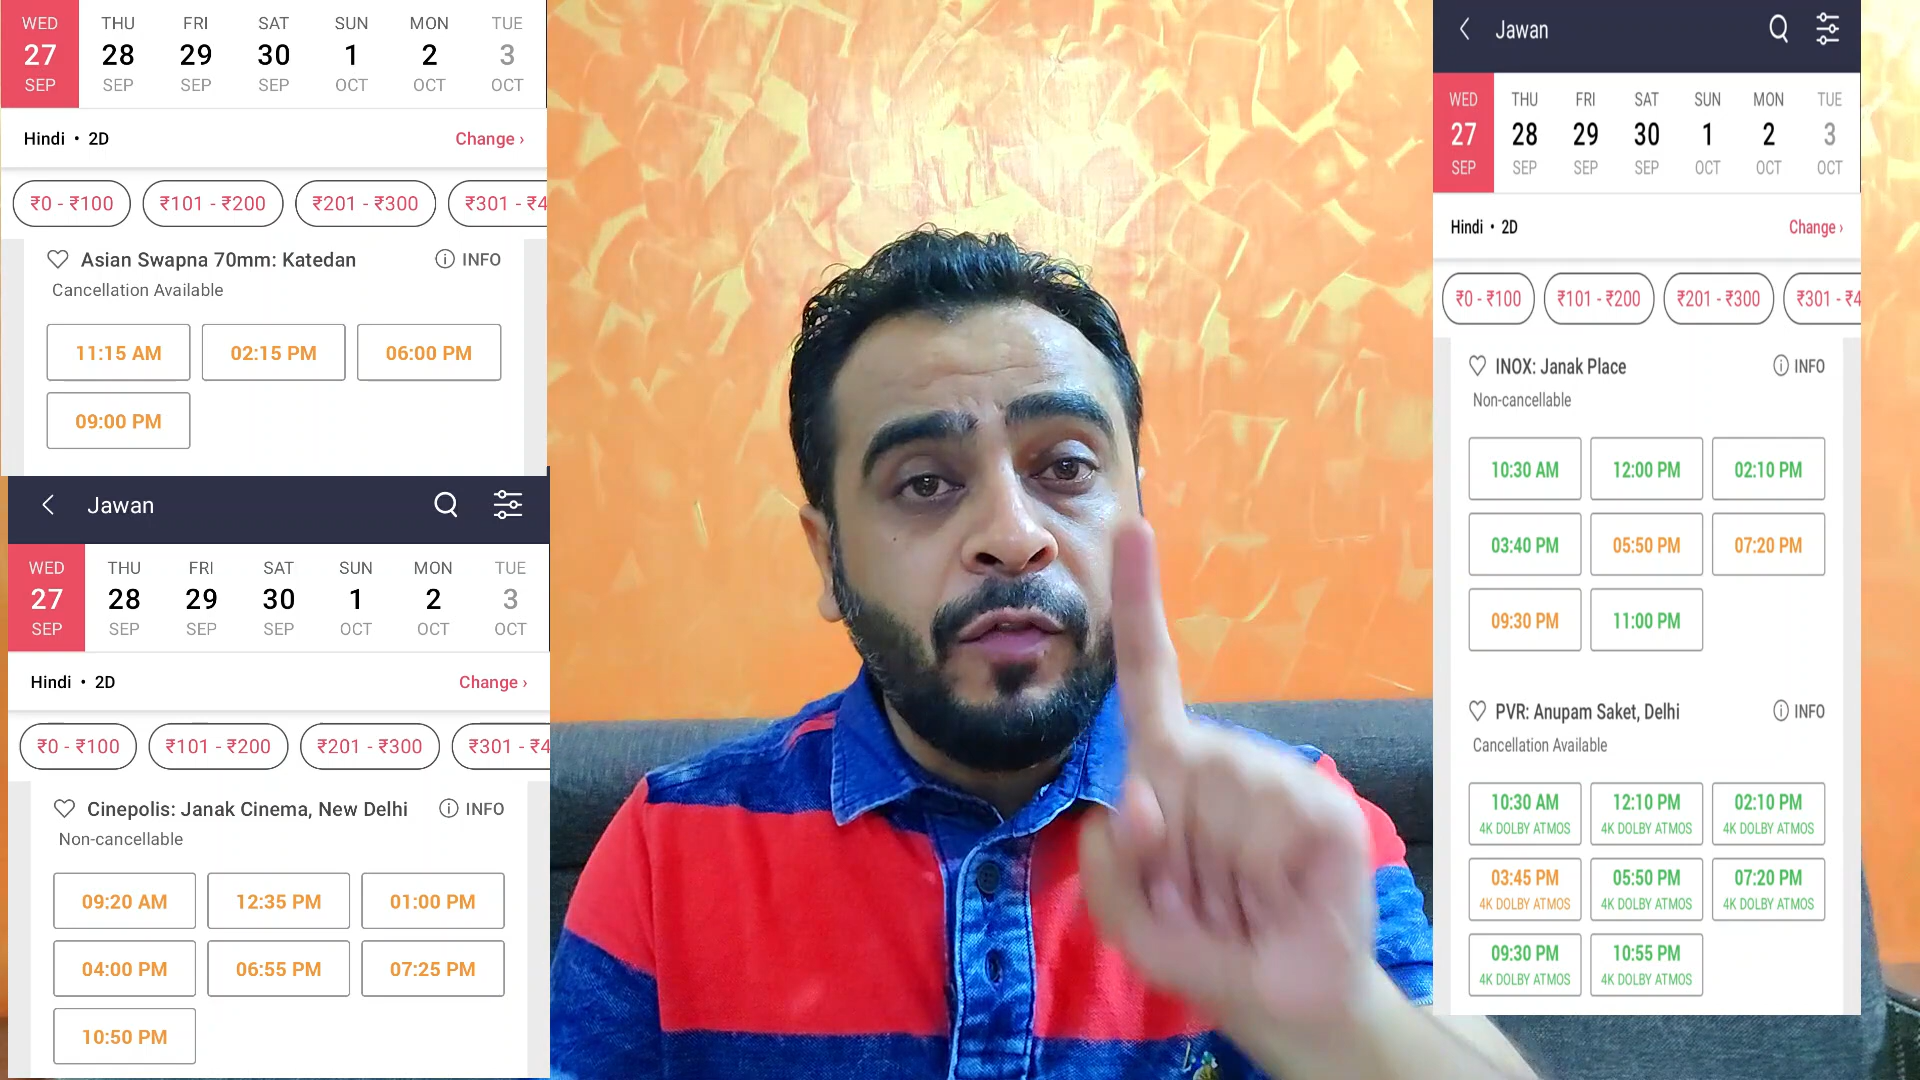 WED THU FRI SAT SUN MON TUE
27 28 29 30 1 2 3
SEP SEP SEP SEP OCT OCT OCT
Hindi • 2D Change ›
₹0 - ₹100 ₹101 - ₹200 ₹201 - ₹300 ₹301 - ₹4
Asian Swapna 70mm: Katedan INFO
Cancellation Available
11:15 AM 02:15 PM 06:00 PM
09:00 PM
Jawan
WED THU FRI SAT SUN MON TUE
27 28 29 30 1 2 3
SEP SEP SEP SEP OCT OCT OCT
Hindi • 2D Change ›
₹0 - ₹100 ₹101 - ₹200 ₹201 - ₹300 ₹301 - ₹4
Cinepolis: Janak Cinema, New Delhi INFO
Non-cancellable
09:20 AM 12:35 PM 01:00 PM
04:00 PM 06:55 PM 07:25 PM
10:50 PM
Jawan
WED THU FRI SAT SUN MON TUE
27 28 29 30 1 2 3
SEP SEP SEP SEP OCT OCT OCT
Hindi • 2D Change ›
₹0 - ₹100 ₹101 - ₹200 ₹201 - ₹300 ₹301 - ₹4
INOX: Janak Place INFO
Non-cancellable
10:30 AM 12:00 PM 02:10 PM
03:40 PM 05:50 PM 07:20 PM
09:30 PM 11:00 PM
PVR: Anupam Saket, Delhi INFO
Cancellation Available
10:30 AM 12:10 PM 02:10 PM
4K DOLBY ATMOS 4K DOLBY ATMOS 4K DOLBY ATMOS
03:45 PM 05:50 PM 07:20 PM
4K DOLBY ATMOS 4K DOLBY ATMOS 4K DOLBY ATMOS
09:30 PM 10:55 PM
4K DOLBY ATMOS 4K DOLBY ATMOS